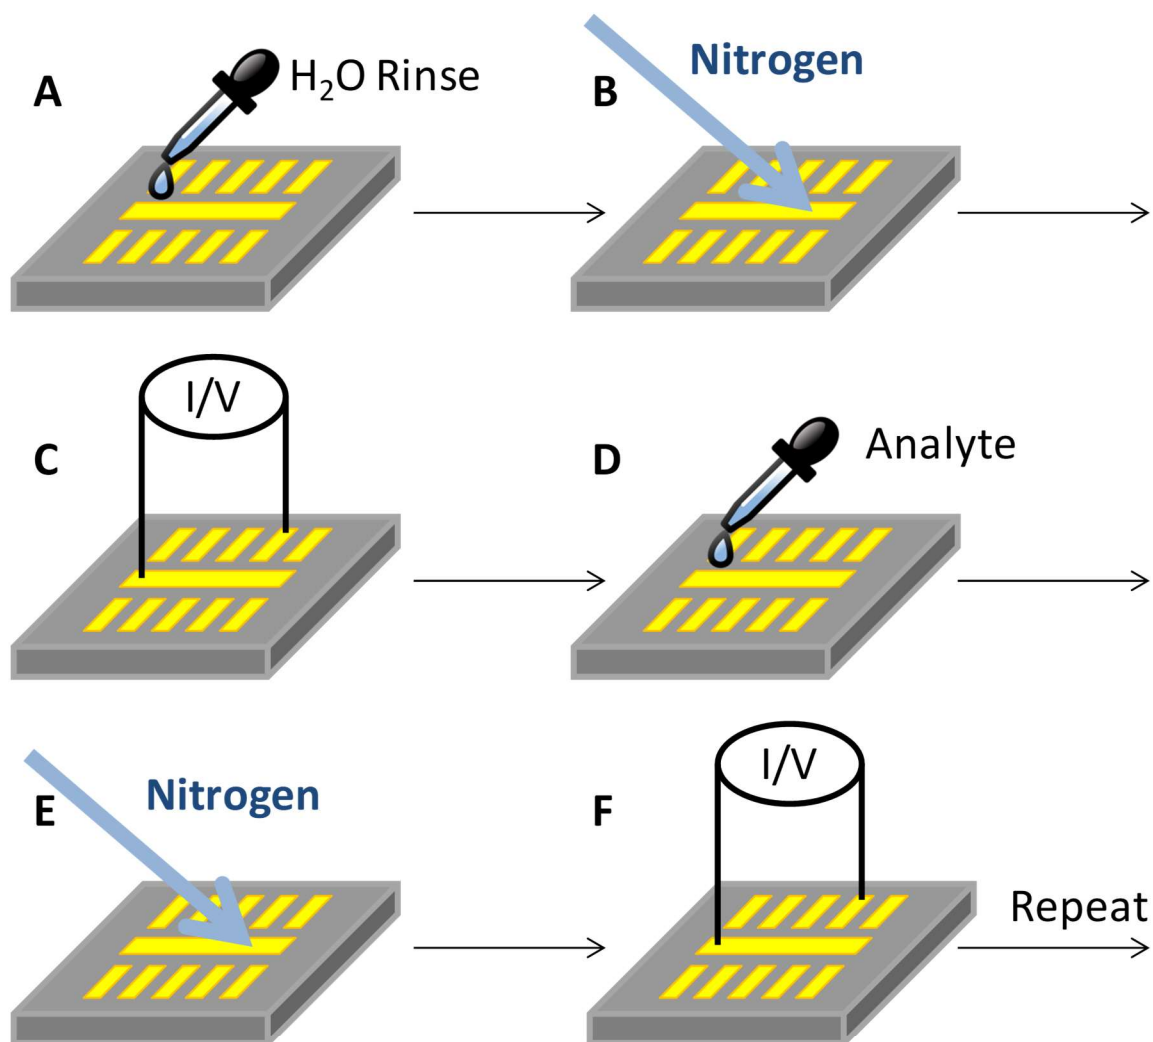 A
H₂O Rinse
B
Nitrogen
C
I/V
D
Analyte
E
Nitrogen
F
I/V
Repeat